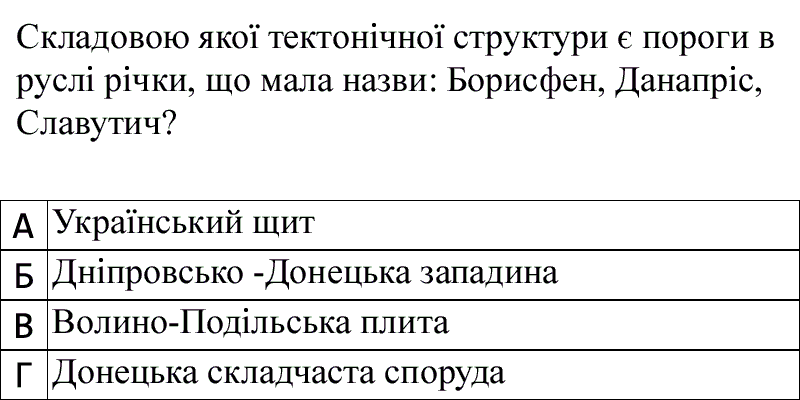 Складовою якої тектонічної структури є пороги в
руслі річки, що мала назви: Борисфен, Данапріс,
Славутич?
А Український щит
Б Дніпровсько -Донецька западина
В Волино-Подільська плита
Г Донецька складчаста споруда